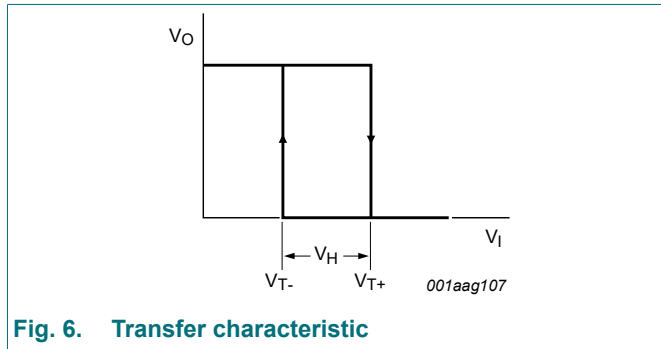 VO
VI
VH
VT- VT+
001aag107
Fig. 6. Transfer characteristic